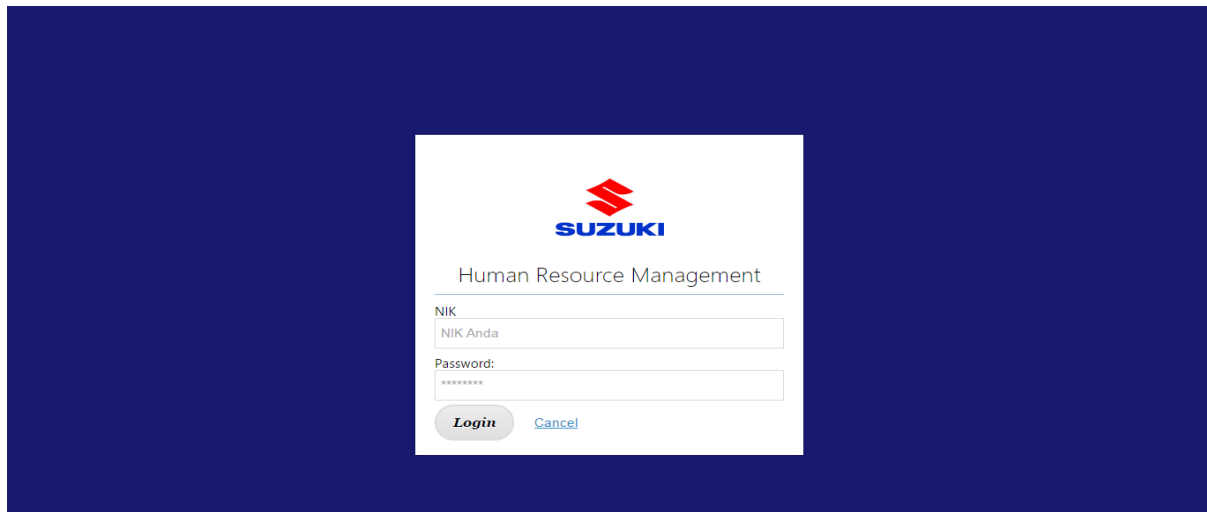 SUZUKI
Human Resource Management
NIK
NIK Anda
Password:
********
Login Cancel